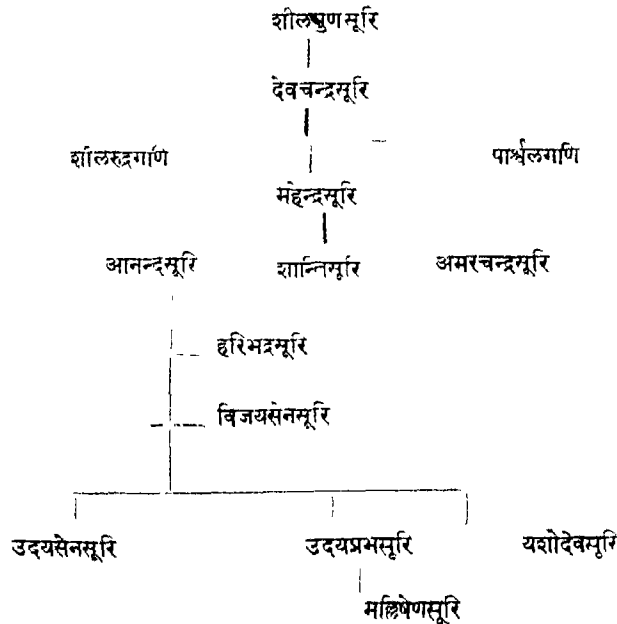 शीलगुणसूरि
देवचन्द्रसूरि
शीलरुद्रगणि पार्श्वलगणि
महेन्द्रसूरि
आनन्दसूरि शान्तिसूरि अमरचन्द्रसूरि
हरिभद्रसूरि
विजयसेनसूरि
उदयसेनसूरि उदयप्रभसूरि यशोदेवसूरि
मल्लिषेणसूरि